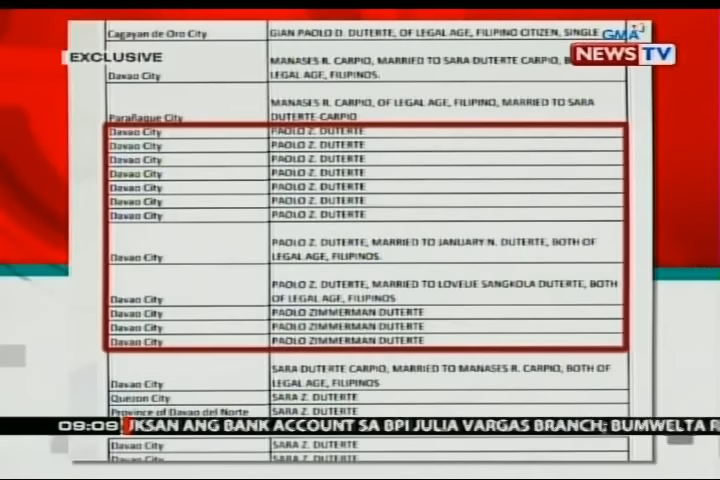 Cagayan de Oro City GIAN PAOLO D. DUTERTE, OF LEGAL AGE, FILIPINO CITIZEN, SINGLE
GMA
EXCLUSIVE
NEWS TV
MANASES R. CARPIO, MARRIED TO SARA DUTERTE CARPIO, B
Davao City LEGAL AGE, FILIPINOS.
MANASES R. CARPIO, OF LEGAL AGE, FILIPINO, MARRIED TO SARA
Parañaque City DUTERTE-CARPIO
Davao City PAOLO Z. DUTERTE
Davao City PAOLO Z. DUTERTE
Davao City PAOLO Z. DUTERTE
Davao City PAOLO Z. DUTERTE
Davao City PAOLO Z. DUTERTE
Davao City PAOLO Z. DUTERTE
Davao City PAOLO Z. DUTERTE
PAOLO Z. DUTERTE, MARRIED TO JANUARY N. DUTERTE, BOTH OF
Davao City LEGAL AGE, FILIPINOS.
PAOLO Z. DUTERTE, MARRIED TO LOVELIE SANGKOLA DUTERTE, BOTH
Davao City OF LEGAL AGE, FILIPINOS
Davao City PAOLO ZIMMERMAN DUTERTE
Davao City PAOLO ZIMMERMAN DUTERTE
Davao City PAOLO ZIMMERMAN DUTERTE
SARA DUTERTE CARPIO, MARRIED TO MANASES R. CARPIO, BOTH OF
Davao City LEGAL AGE, FILIPINOS
Quezon City SARA Z. DUTERTE
Province of Davao del Norte SARA Z. DUTERTE
09:09 UKSAN ANG BANK ACCOUNT SA BPI JULIA VARGAS BRANCH; BUMWELTA
Davao City SARA Z. DUTERTE
Davao City SARA Z. DUTERTE